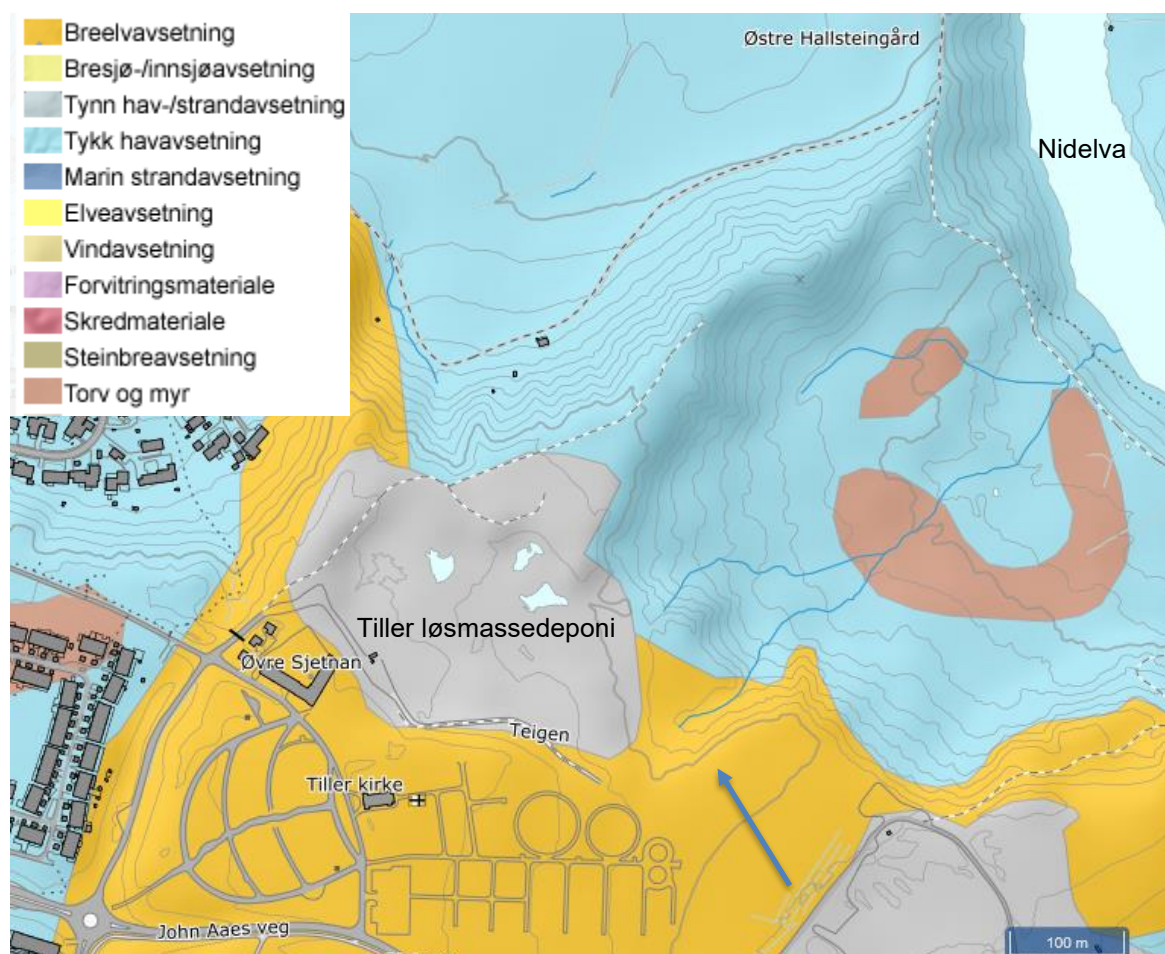 Breelvavsetning
Bresjø-/innsjøavsetning
Tynn hav-/strandavsetning
Tykk havavsetning
Marin strandavsetning
Elveavsetning
Vindavsetning
Forvitringsmateriale
Skredmateriale
Steinbreavsetning
Torv og myr
Østre Hallsteingård
Nidelva
Tiller løsmassedeponi
Øvre Sjetnan
Teigen
Tiller kirke
John Aaes veg
100 m